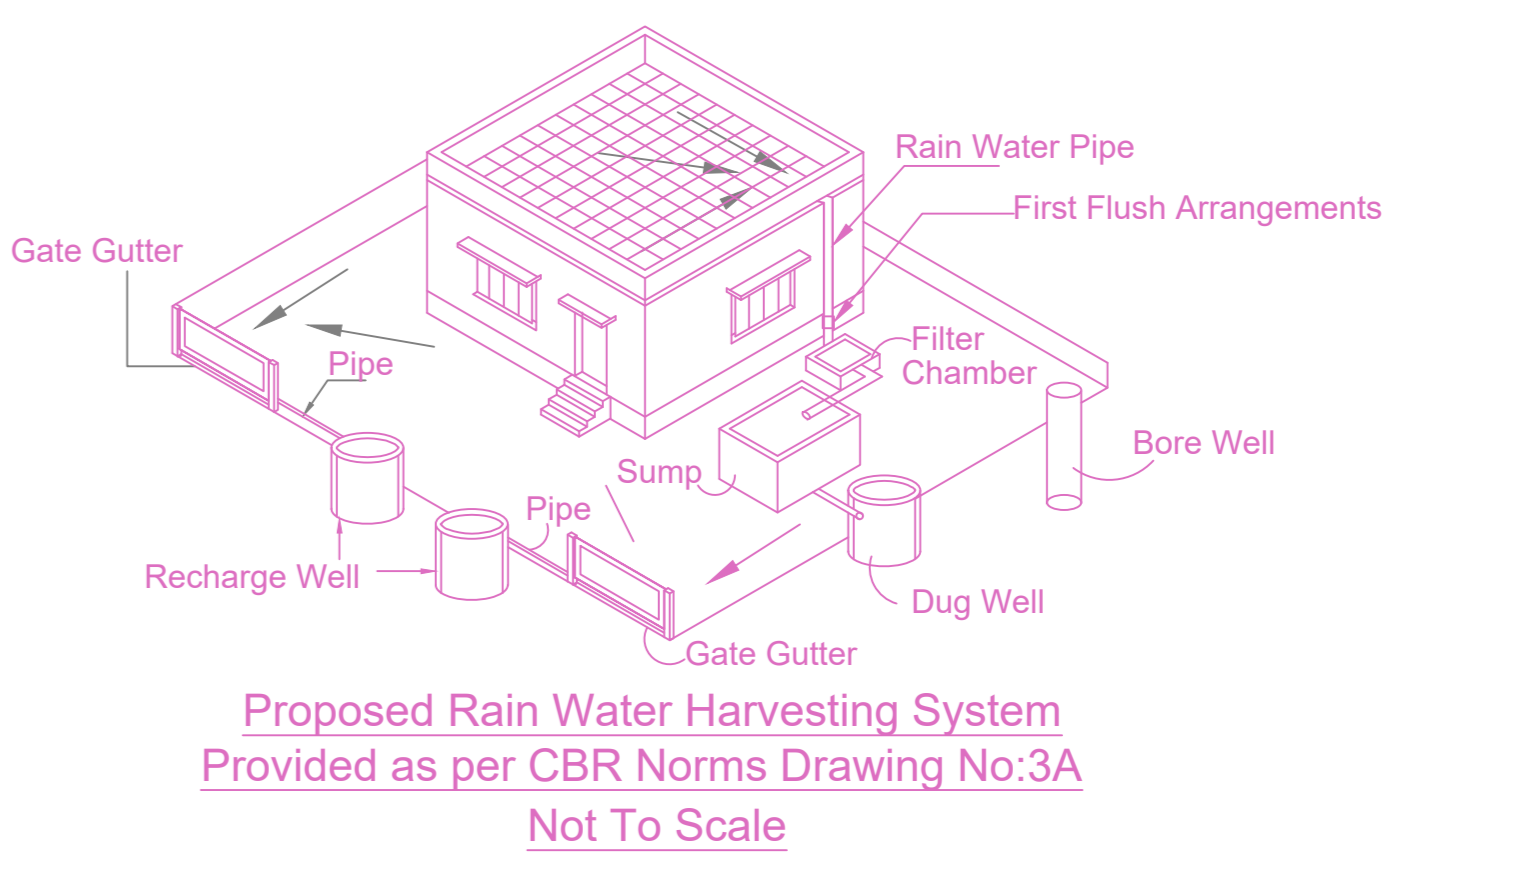 Rain Water Pipe
First Flush Arrangements
Gate Gutter
Filter
Chamber
Pipe
Bore Well
Sump
Pipe
Recharge Well
Dug Well
Gate Gutter
Proposed Rain Water Harvesting System
Provided as per CBR Norms Drawing No:3A
Not To Scale